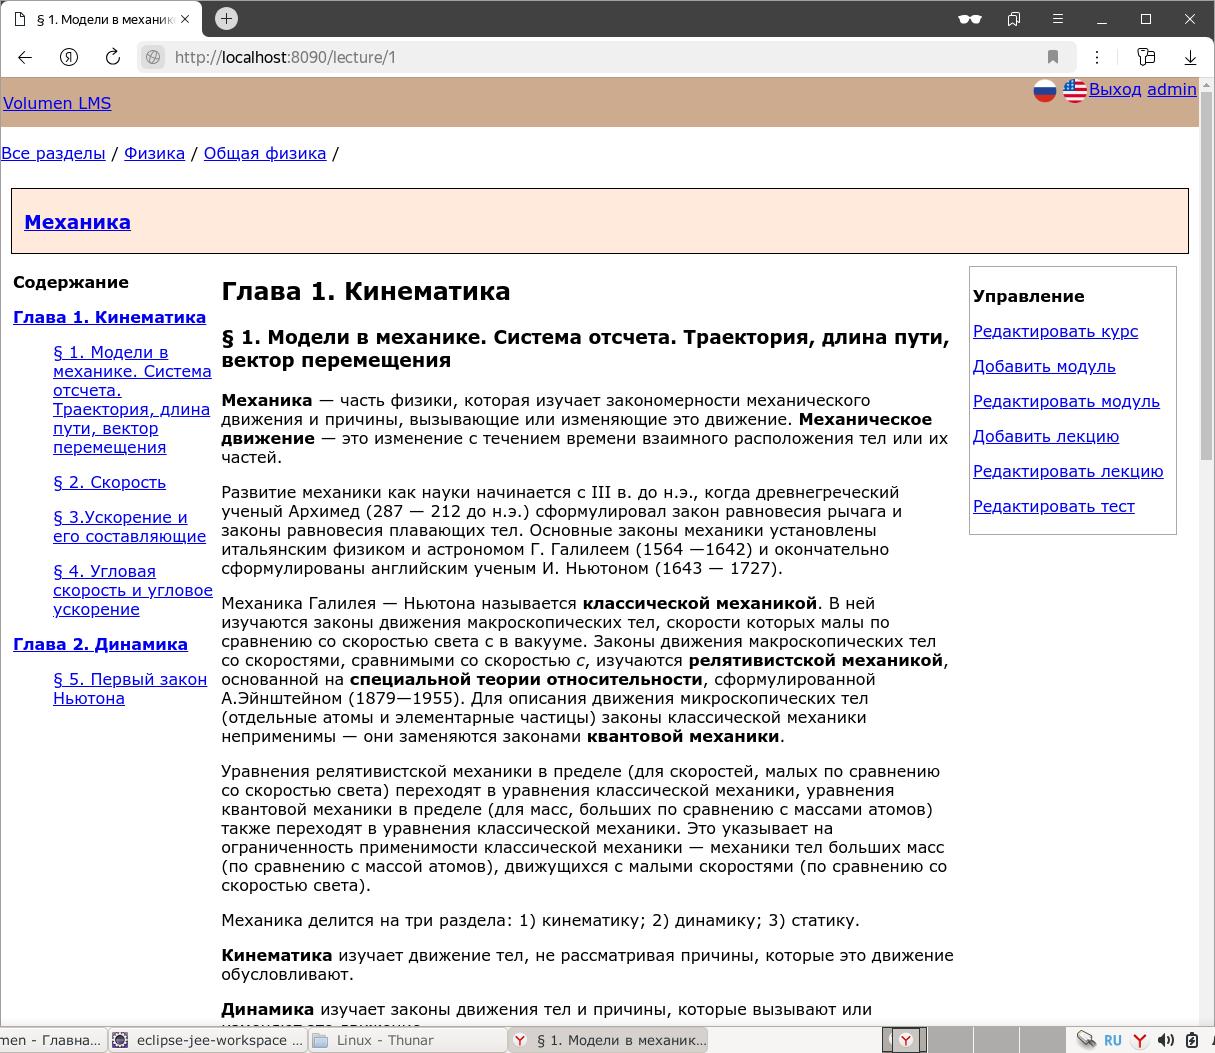 § 1. Модели в механик
http://localhost:8090/lecture/1
Volumen LMS
Выход admin
Все разделы / Физика / Общая физика /
Механика
Содержание
Глава 1. Кинематика
§ 1. Модели в
механике. Система
отсчета.
Траектория, длина
пути, вектор
перемещения
§ 2. Скорость
§ 3.Ускорение и
его составляющие
§ 4. Угловая
скорость и угловое
ускорение
Глава 2. Динамика
§ 5. Первый закон
Ньютона
Глава 1. Кинематика
§ 1. Модели в механике. Система отсчета. Траектория, длина пути,
вектор перемещения
Механика — часть физики, которая изучает закономерности механического
движения и причины, вызывающие или изменяющие это движение. Механическое
движение — это изменение с течением времени взаимного расположения тел или их
частей.
Развитие механики как науки начинается с III в. до н.э., когда древнегреческий
ученый Архимед (287 — 212 до н.э.) сформулировал закон равновесия рычага и
законы равновесия плавающих тел. Основные законы механики установлены
итальянским физиком и астрономом Г. Галилеем (1564 —1642) и окончательно
сформулированы английским ученым И. Ньютоном (1643 — 1727).
Механика Галилея — Ньютона называется классической механикой. В ней
изучаются законы движения макроскопических тел, скорости которых малы по
сравнению со скоростью света с в вакууме. Законы движения макроскопических тел
со скоростями, сравнимыми со скоростью с, изучаются релятивистской механикой,
основанной на специальной теории относительности, сформулированной
А.Эйнштейном (1879—1955). Для описания движения микроскопических тел
(отдельные атомы и элементарные частицы) законы классической механики
неприменимы — они заменяются законами квантовой механики.
Уравнения релятивистской механики в пределе (для скоростей, малых по сравнению
со скоростью света) переходят в уравнения классической механики, уравнения
квантовой механики в пределе (для масс, больших по сравнению с массами атомов)
также переходят в уравнения классической механики. Это указывает на
ограниченность применимости классической механики — механики тел больших масс
(по сравнению с массой атомов), движущихся с малыми скоростями (по сравнению со
скоростью света).
Механика делится на три раздела: 1) кинематику; 2) динамику; 3) статику.
Кинематика изучает движение тел, не рассматривая причины, которые это движение
обусловливают.
Динамика изучает законы движения тел и причины, которые вызывают или
Управление
Редактировать курс
Добавить модуль
Редактировать модуль
Добавить лекцию
Редактировать лекцию
Редактировать тест
men - Главна... eclipse-jee-workspace ... Linux - Thunar § 1. Модели в механик... RU